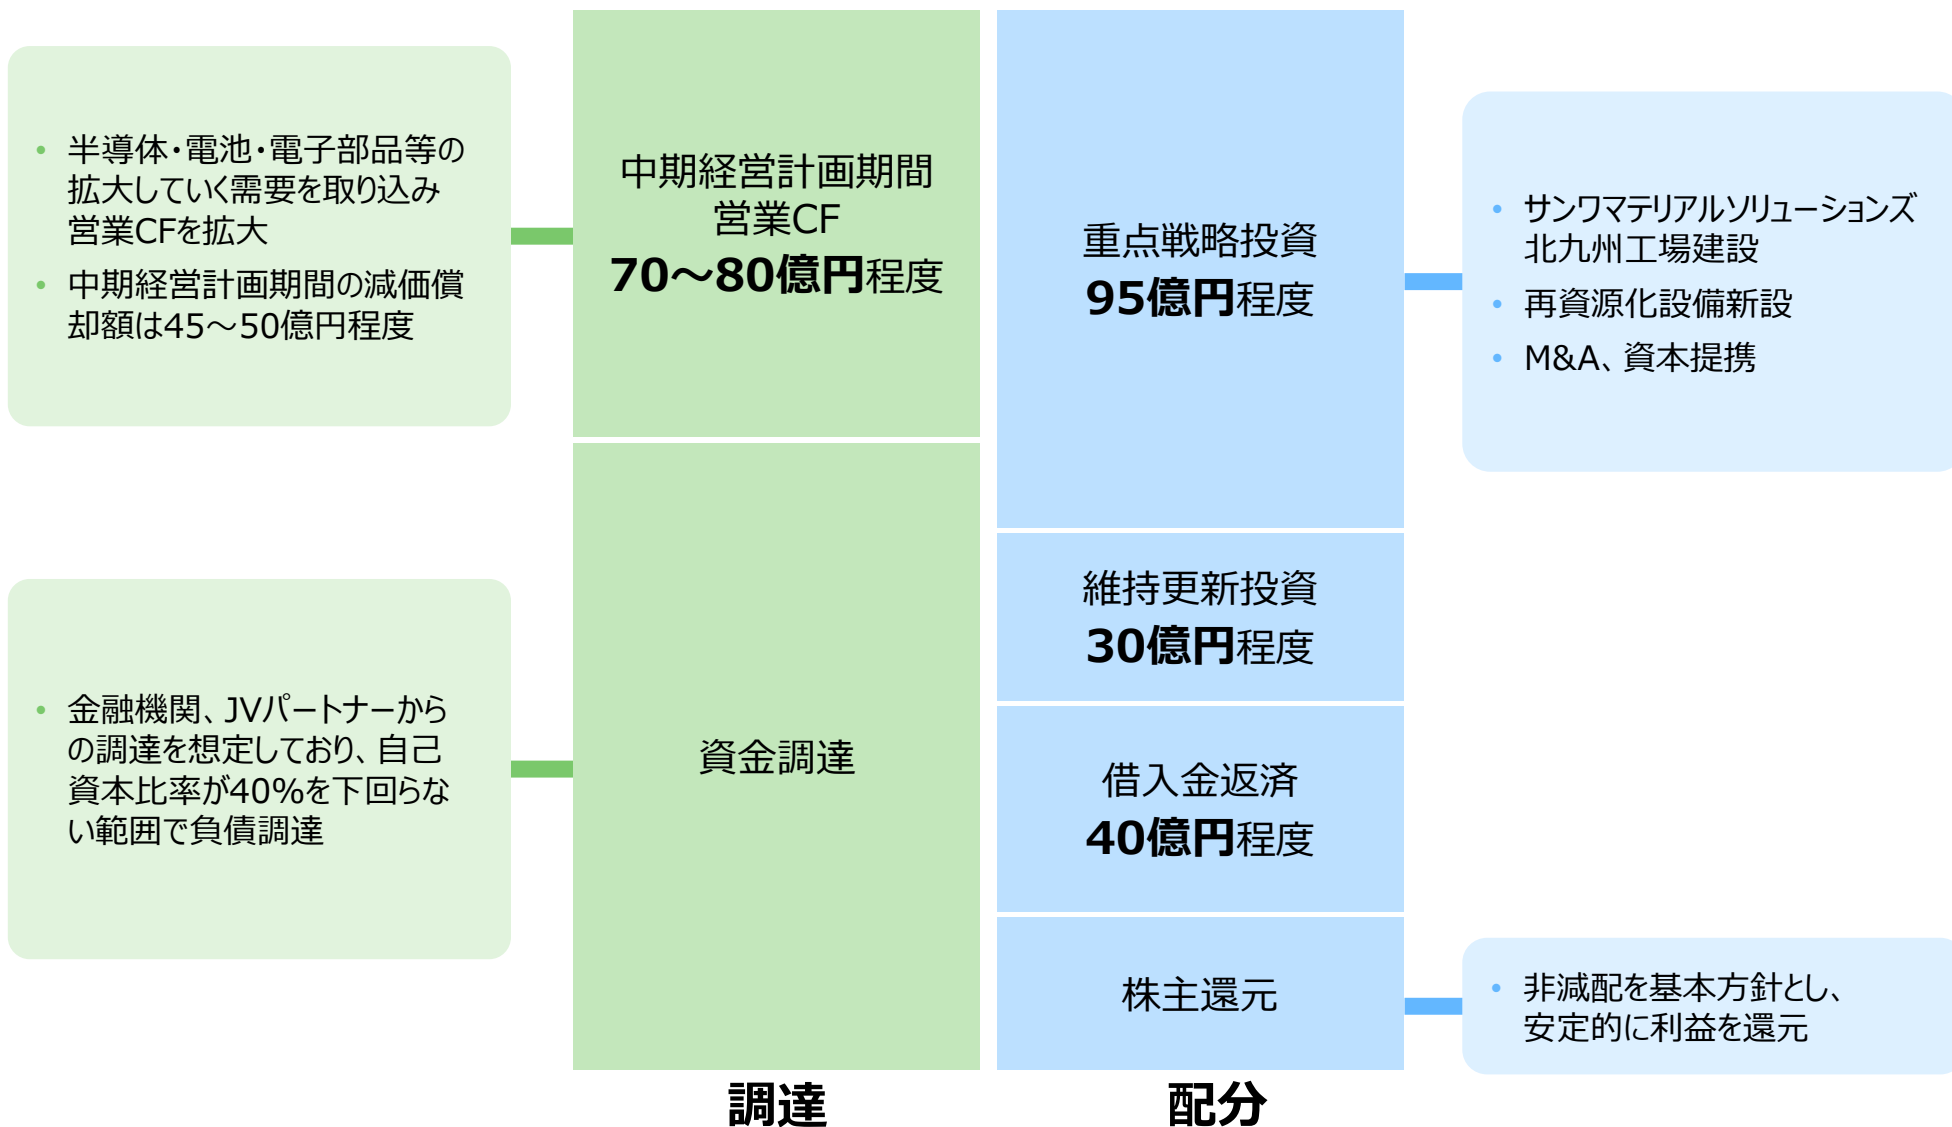 • 半導体・電池・電子部品等の
拡大していく需要を取り込み
営業CFを拡大
• 中期経営計画期間の減価償
却額は45～50億円程度
中期経営計画期間
営業CF
70～80億円程度
重点戦略投資
95億円程度
• サンワマテリアルソリューションズ
北九州工場建設
• 再資源化設備新設
• M&A、資本提携
• 金融機関、JVパートナーから
の調達を想定しており、自己
資本比率が40%を下回らな
い範囲で負債調達
資金調達
維持更新投資
30億円程度
借入金返済
40億円程度
株主還元
• 非減配を基本方針とし、
安定的に利益を還元
調達
配分